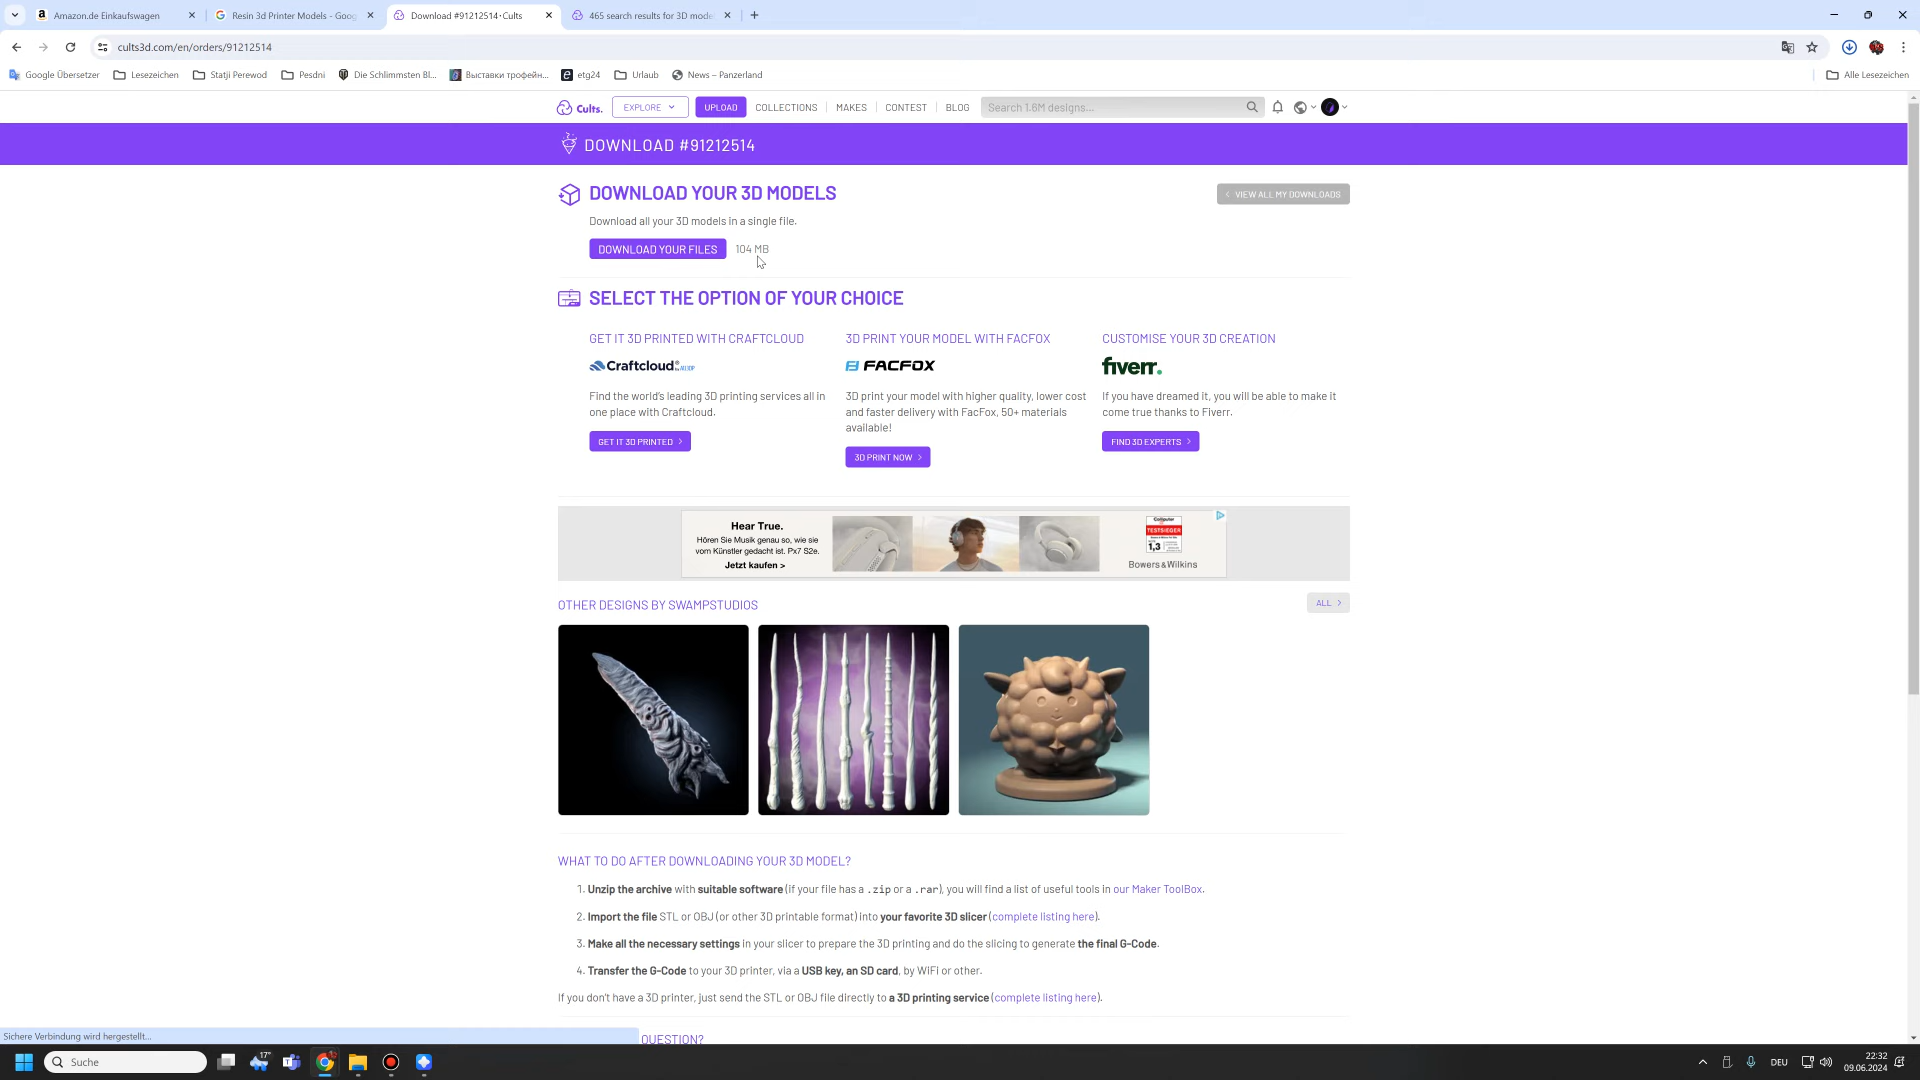 Amazon.de Einkaufswagen
Resin 3d Printer Models - Goog
Download #91212514・Cults
465 search results for 3D mode
cults3d.com/en/orders/91212514
Google Übersetzer
Lesezeichen
Statji Perewod
Pesdni
Die Schlimmsten Bl...
Выставки трофейн...
etg24
Urlaub
News – Panzerland
Alle Lesezeichen
Cults.
EXPLORE
UPLOAD
COLLECTIONS
MAKES
CONTEST
BLOG
Search 1.6M designs...
DOWNLOAD #91212514
DOWNLOAD YOUR 3D MODELS
VIEW ALL MY DOWNLOADS
Download all your 3D models in a single file.
DOWNLOAD YOUR FILES
104 MB
SELECT THE OPTION OF YOUR CHOICE
GET IT 3D PRINTED WITH CRAFTCLOUD
Craftcloud® by ALL3DP
Find the world's leading 3D printing services all in
one place with Craftcloud.
GET IT 3D PRINTED
3D PRINT YOUR MODEL WITH FACFOX
FACFOX
3D print your model with higher quality, lower cost
and faster delivery with FacFox, 50+ materials
available!
3D PRINT NOW
CUSTOMISE YOUR 3D CREATION
fiverr.
If you have dreamed it, you will be able to make it
come true thanks to Fiverr.
FIND 3D EXPERTS
Hear True.
Hören Sie Musik genau so, wie sie
vom Künstler gedacht ist. Px7 S2e.
Jetzt kaufen >
Computer
TESTSIEGER
1,3
Bowers & Wilkins
OTHER DESIGNS BY SWAMPSTUDIOS
ALL
WHAT TO DO AFTER DOWNLOADING YOUR 3D MODEL?
1. Unzip the archive with suitable software (if your file has a .zip or a .rar), you will find a list of useful tools in our Maker ToolBox.
2. Import the file STL or OBJ (or other 3D printable format) into your favorite 3D slicer (complete listing here).
3. Make all the necessary settings in your slicer to prepare the 3D printing and do the slicing to generate the final G-Code.
4. Transfer the G-Code to your 3D printer, via a USB key, an SD card, by WiFi or other.
If you don't have a 3D printer, just send the STL or OBJ file directly to a 3D printing service (complete listing here).
Sichere Verbindung wird hergestellt...
QUESTION?
Suche
17°
DEU
22:32
09.06.2024